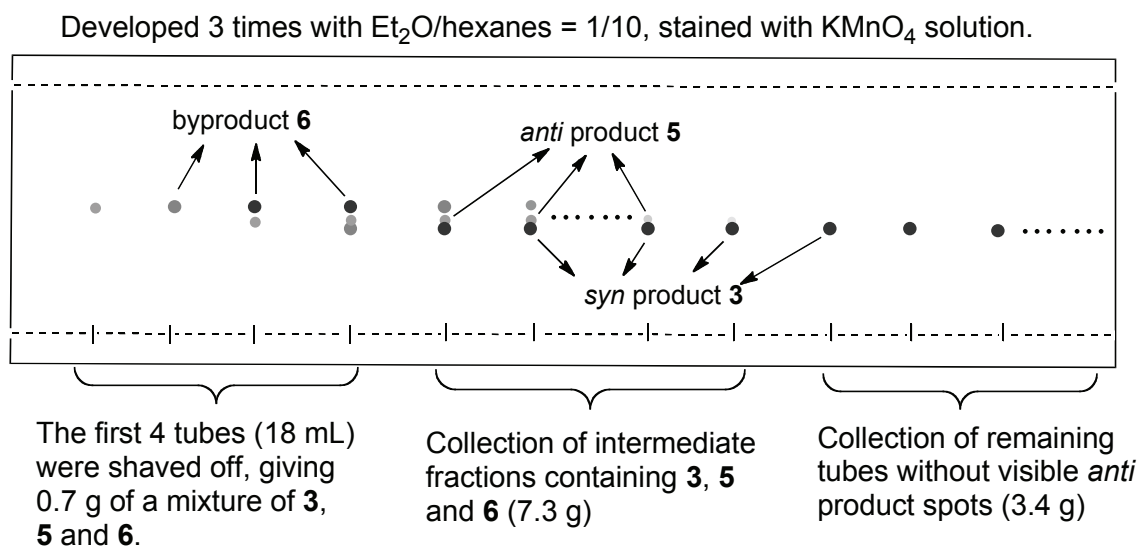 Developed 3 times with Et2O/hexanes = 1/10, stained with KMnO4 solution.
byproduct 6
anti product 5
syn product 3
The first 4 tubes (18 mL)
were shaved off, giving
0.7 g of a mixture of 3,
5 and 6.
Collection of intermediate
fractions containing 3, 5
and 6 (7.3 g)
Collection of remaining
tubes without visible anti
product spots (3.4 g)